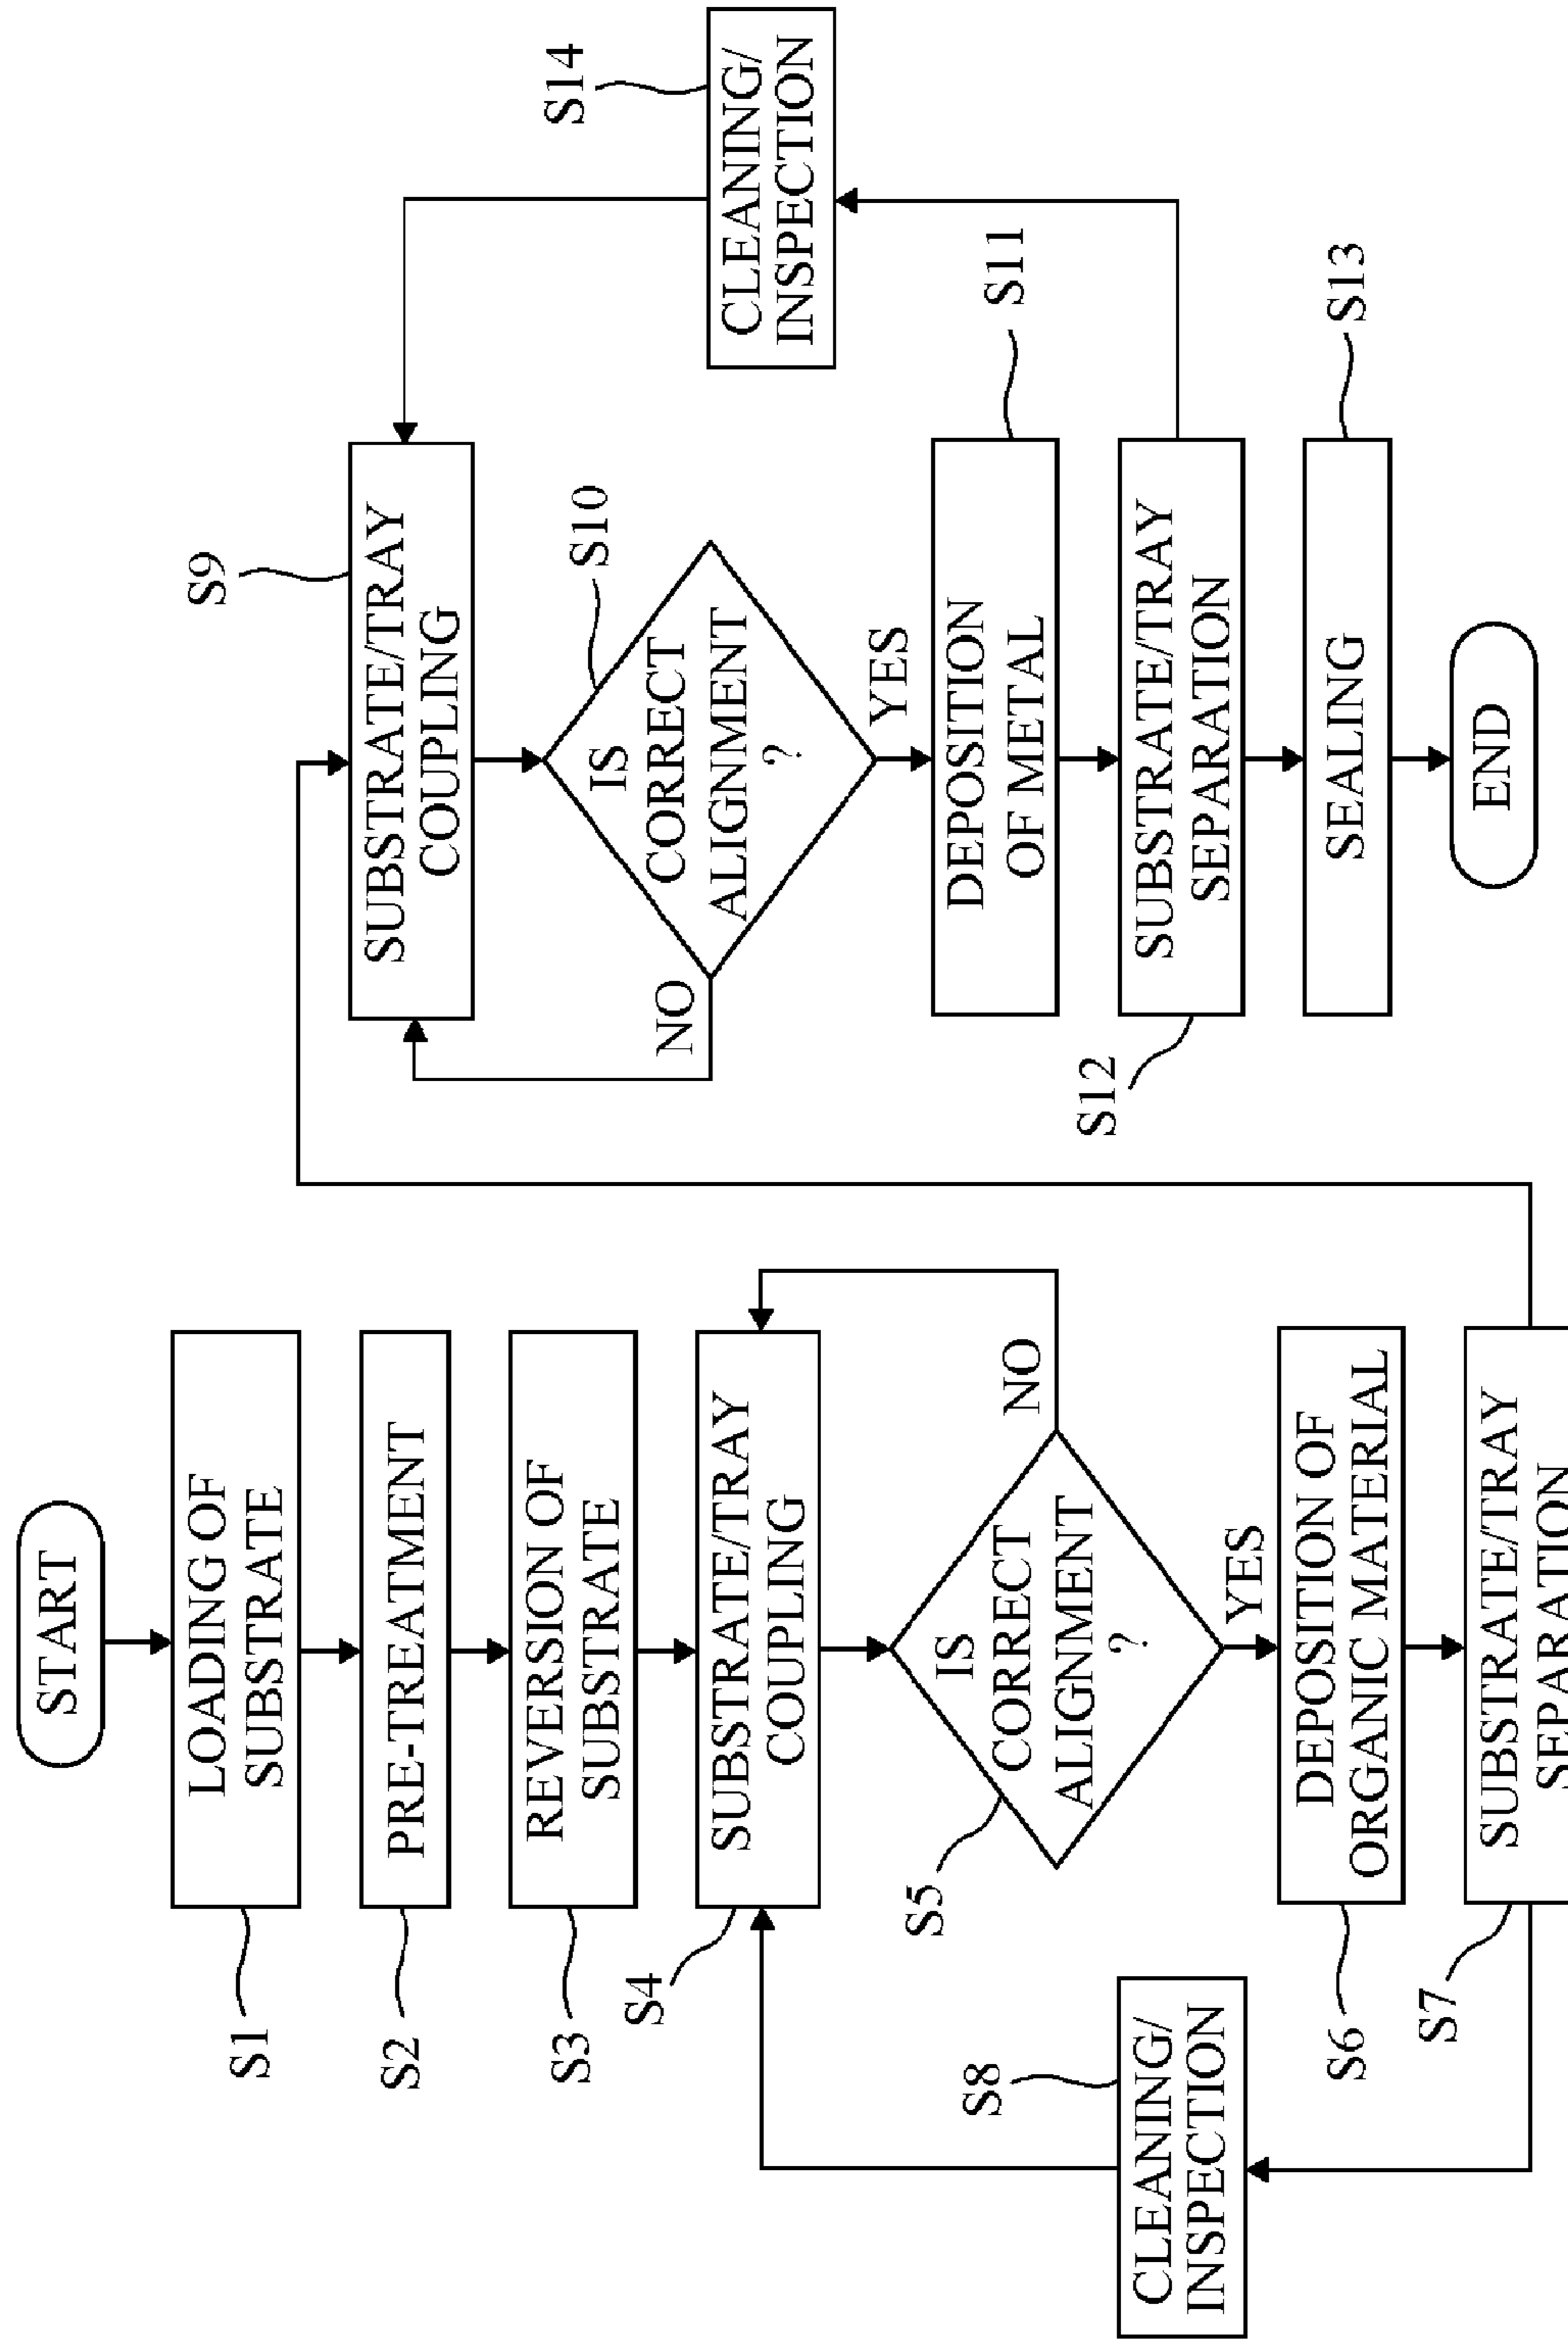 START
LOADING OF
SUBSTRATE
S1
PRE-TREATMENT
S2
REVERSION OF
SUBSTRATE
S3
SUBSTRATE/TRAY
COUPLING
S4
IS
CORRECT
ALIGNMENT
?
S5
NO
YES
DEPOSITION OF
ORGANIC MATERIAL
S6
SUBSTRATE/TRAY
SEPARATION
S7
CLEANING/
INSPECTION
S8
SUBSTRATE/TRAY
COUPLING
S9
IS
CORRECT
ALIGNMENT
?
S10
NO
YES
DEPOSITION
OF METAL
S11
SUBSTRATE/TRAY
SEPARATION
S12
SEALING
S13
CLEANING/
INSPECTION
S14
END